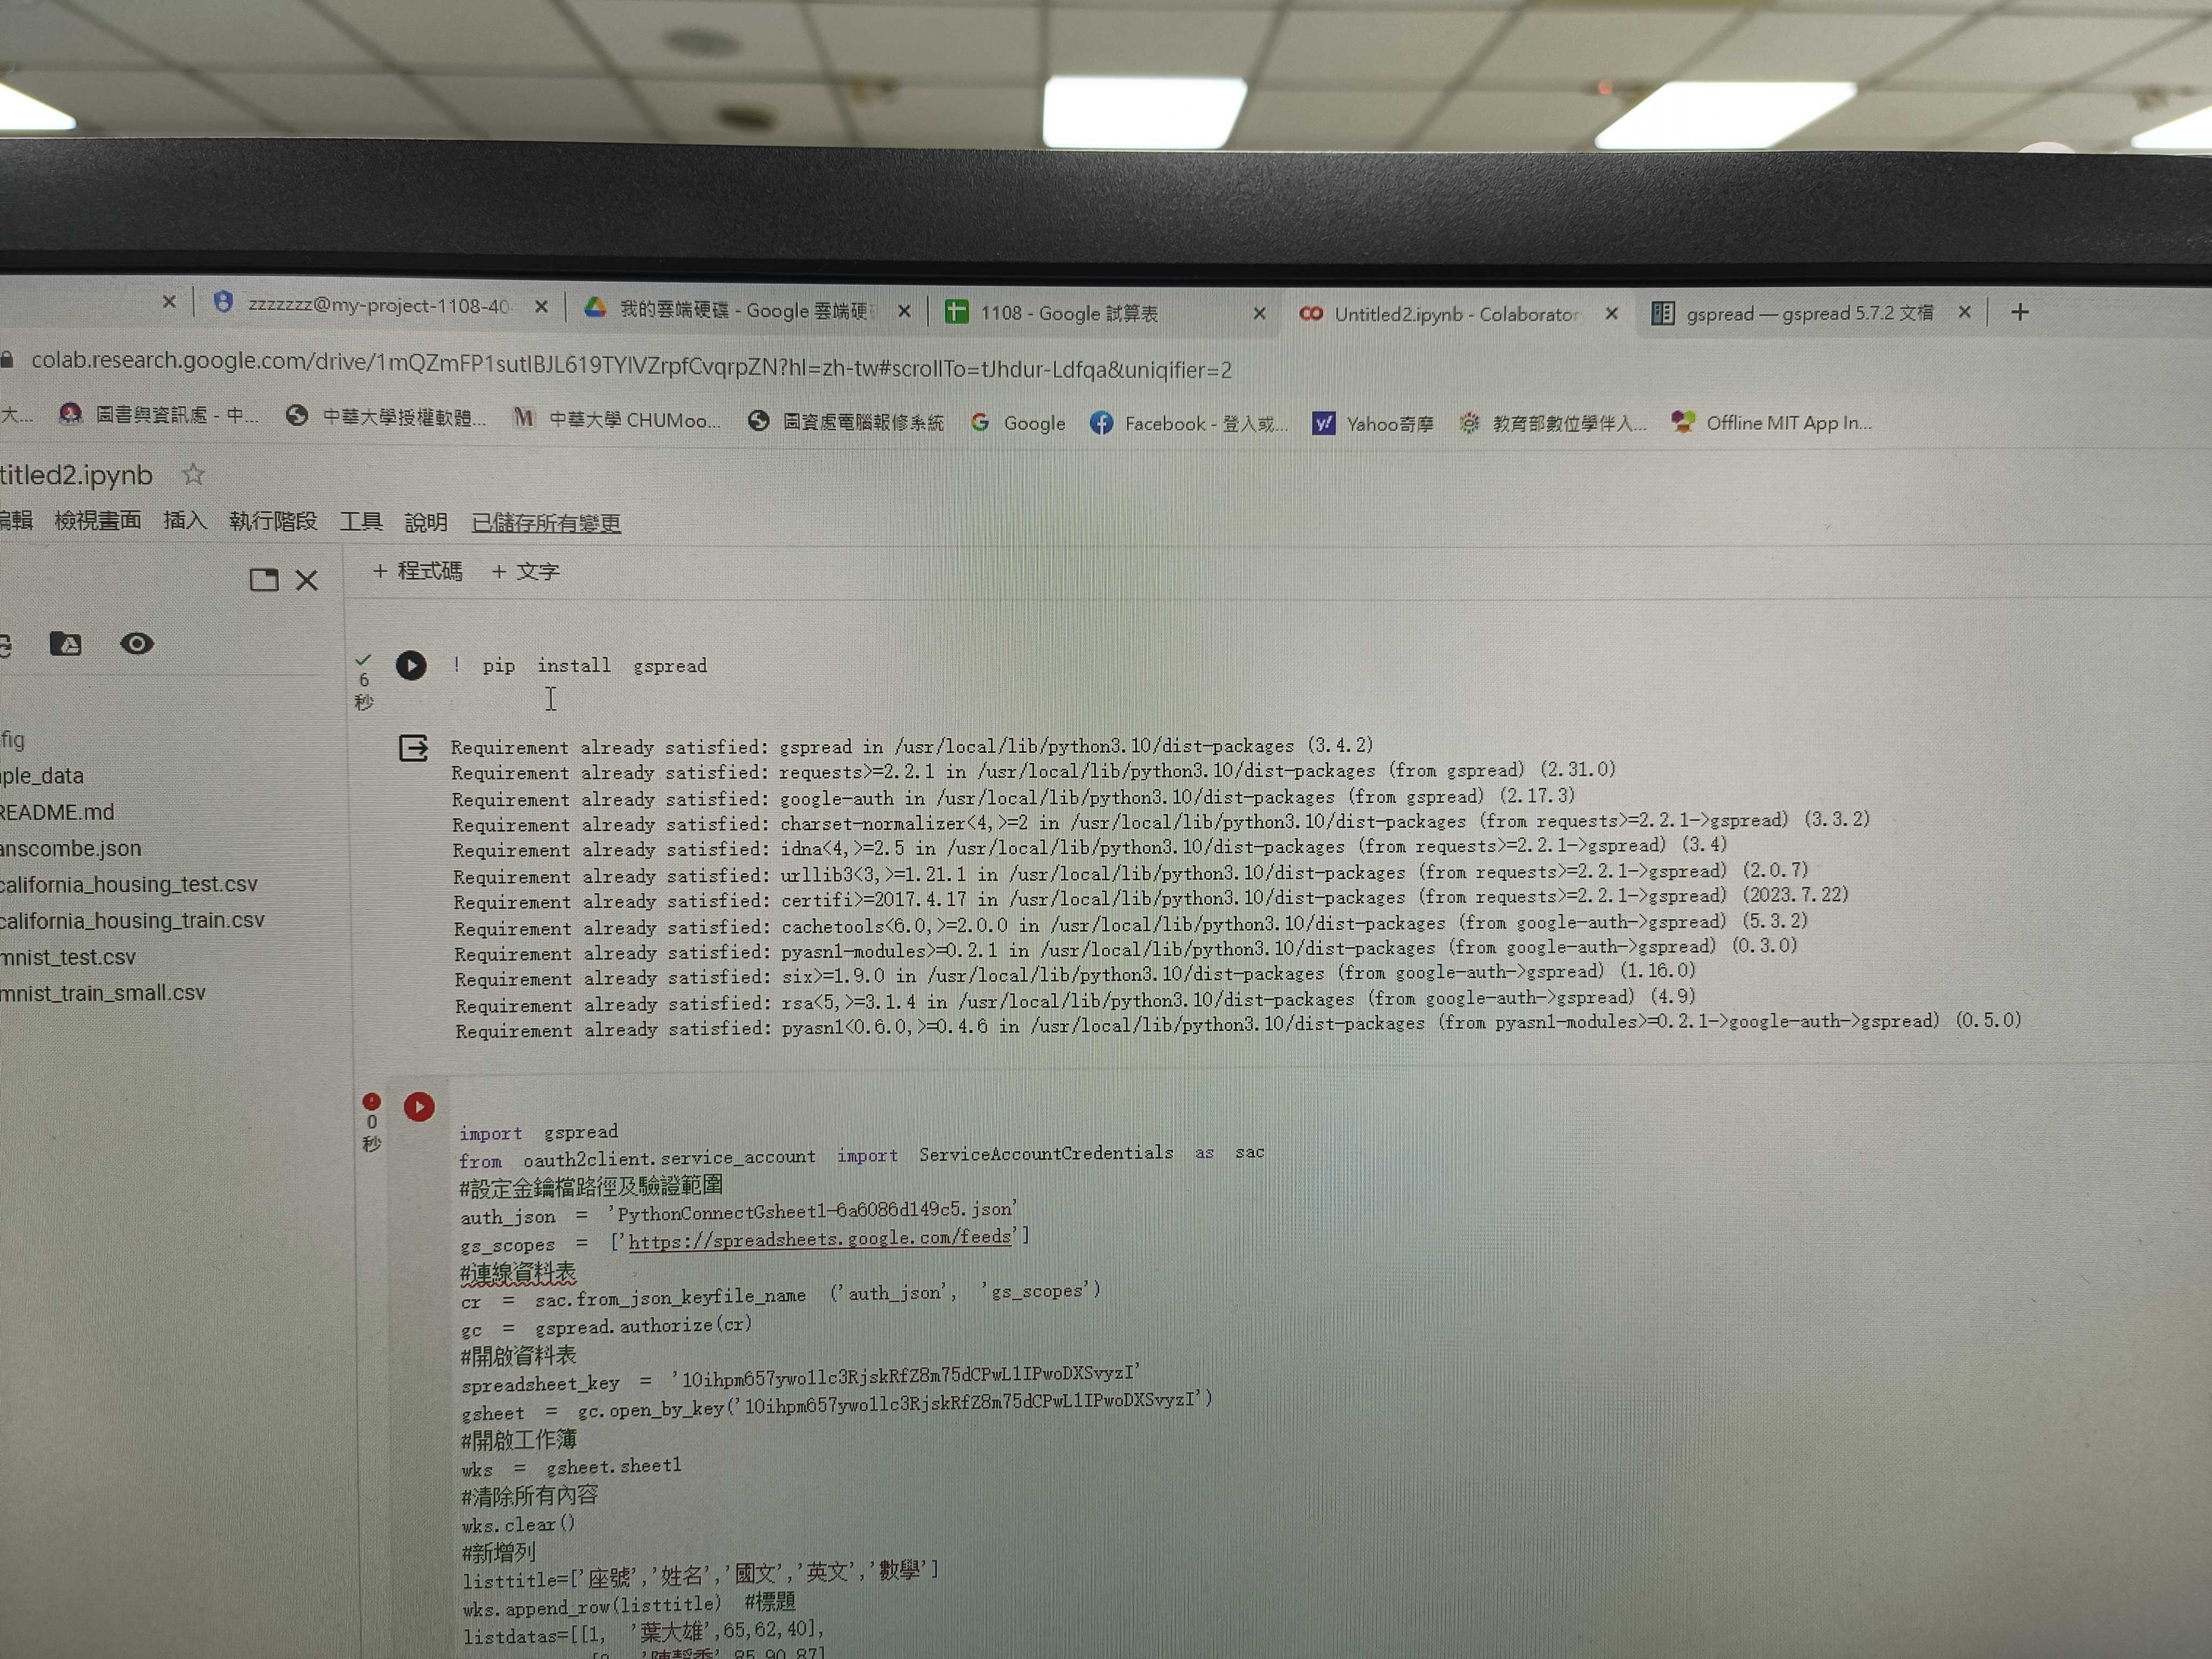 zzzzzzz@my-project-1108-40
我的雲端硬碟 - Google 雲端硬
1108 - Google 試算表
Untitled2.ipynb - Colaborator
gspread — gspread 5.7.2 文檔
colab.research.google.com/drive/1mQZmFP1sutlBJL619TYlVZrpfCvqrpZN?hl=zh-tw#scrollTo=tJhdur-Ldfqa&uniqifier=2
大...
圖書與資訊處 - 中...
中華大學授權軟體...
中華大學 CHUMoo...
圖資處電腦報修系統
Google
Facebook - 登入或...
Yahoo奇摩
教育部數位學伴入...
Offline MIT App In...
titled2.ipynb
編輯 檢視畫面 插入 執行階段 工具 說明 已儲存所有變更
+ 程式碼 + 文字
6
秒
! pip install gspread
fig
ple_data
README.md
anscombe.json
california_housing_test.csv
california_housing_train.csv
mnist_test.csv
mnist_train_small.csv
Requirement already satisfied: gspread in /usr/local/lib/python3.10/dist-packages (3.4.2)
Requirement already satisfied: requests>=2.2.1 in /usr/local/lib/python3.10/dist-packages (from gspread) (2.31.0)
Requirement already satisfied: google-auth in /usr/local/lib/python3.10/dist-packages (from gspread) (2.17.3)
Requirement already satisfied: charset-normalizer<4,>=2 in /usr/local/lib/python3.10/dist-packages (from requests>=2.2.1->gspread) (3.3.2)
Requirement already satisfied: idna<4,>=2.5 in /usr/local/lib/python3.10/dist-packages (from requests>=2.2.1->gspread) (3.4)
Requirement already satisfied: urllib3<3,>=1.21.1 in /usr/local/lib/python3.10/dist-packages (from requests>=2.2.1->gspread) (2.0.7)
Requirement already satisfied: certifi>=2017.4.17 in /usr/local/lib/python3.10/dist-packages (from requests>=2.2.1->gspread) (2023.7.22)
Requirement already satisfied: cachetools<6.0,>=2.0.0 in /usr/local/lib/python3.10/dist-packages (from google-auth->gspread) (5.3.2)
Requirement already satisfied: pyasn1-modules>=0.2.1 in /usr/local/lib/python3.10/dist-packages (from google-auth->gspread) (0.3.0)
Requirement already satisfied: six>=1.9.0 in /usr/local/lib/python3.10/dist-packages (from google-auth->gspread) (1.16.0)
Requirement already satisfied: rsa<5,>=3.1.4 in /usr/local/lib/python3.10/dist-packages (from google-auth->gspread) (4.9)
Requirement already satisfied: pyasn1<0.6.0,>=0.4.6 in /usr/local/lib/python3.10/dist-packages (from pyasn1-modules>=0.2.1->google-auth->gspread) (0.5.0)
0
秒
import gspread
from oauth2client.service_account import ServiceAccountCredentials as sac
#設定金鑰檔路徑及驗證範圍
auth_json = 'PythonConnectGsheet1-6a6086d149c5.json'
gs_scopes = ['https://spreadsheets.google.com/feeds']
#連線資料表
cr = sac.from_json_keyfile_name ('auth_json', 'gs_scopes')
gc = gspread.authorize(cr)
#開啟資料表
spreadsheet_key = '10ihpm657ywo1lc3RjskRfZ8m75dCPwL1IPwoDXSvyzI'
gsheet = gc.open_by_key('10ihpm657ywo1lc3RjskRfZ8m75dCPwL1IPwoDXSvyzI')
#開啟工作簿
wks = gsheet.sheet1
#清除所有內容
wks.clear()
#新增列
listtitle=['座號','姓名','國文','英文','數學']
wks.append_row(listtitle) #標題
listdatas=[[1, '葉大雄',65,62,40],
'陳靜香',85,90,87]